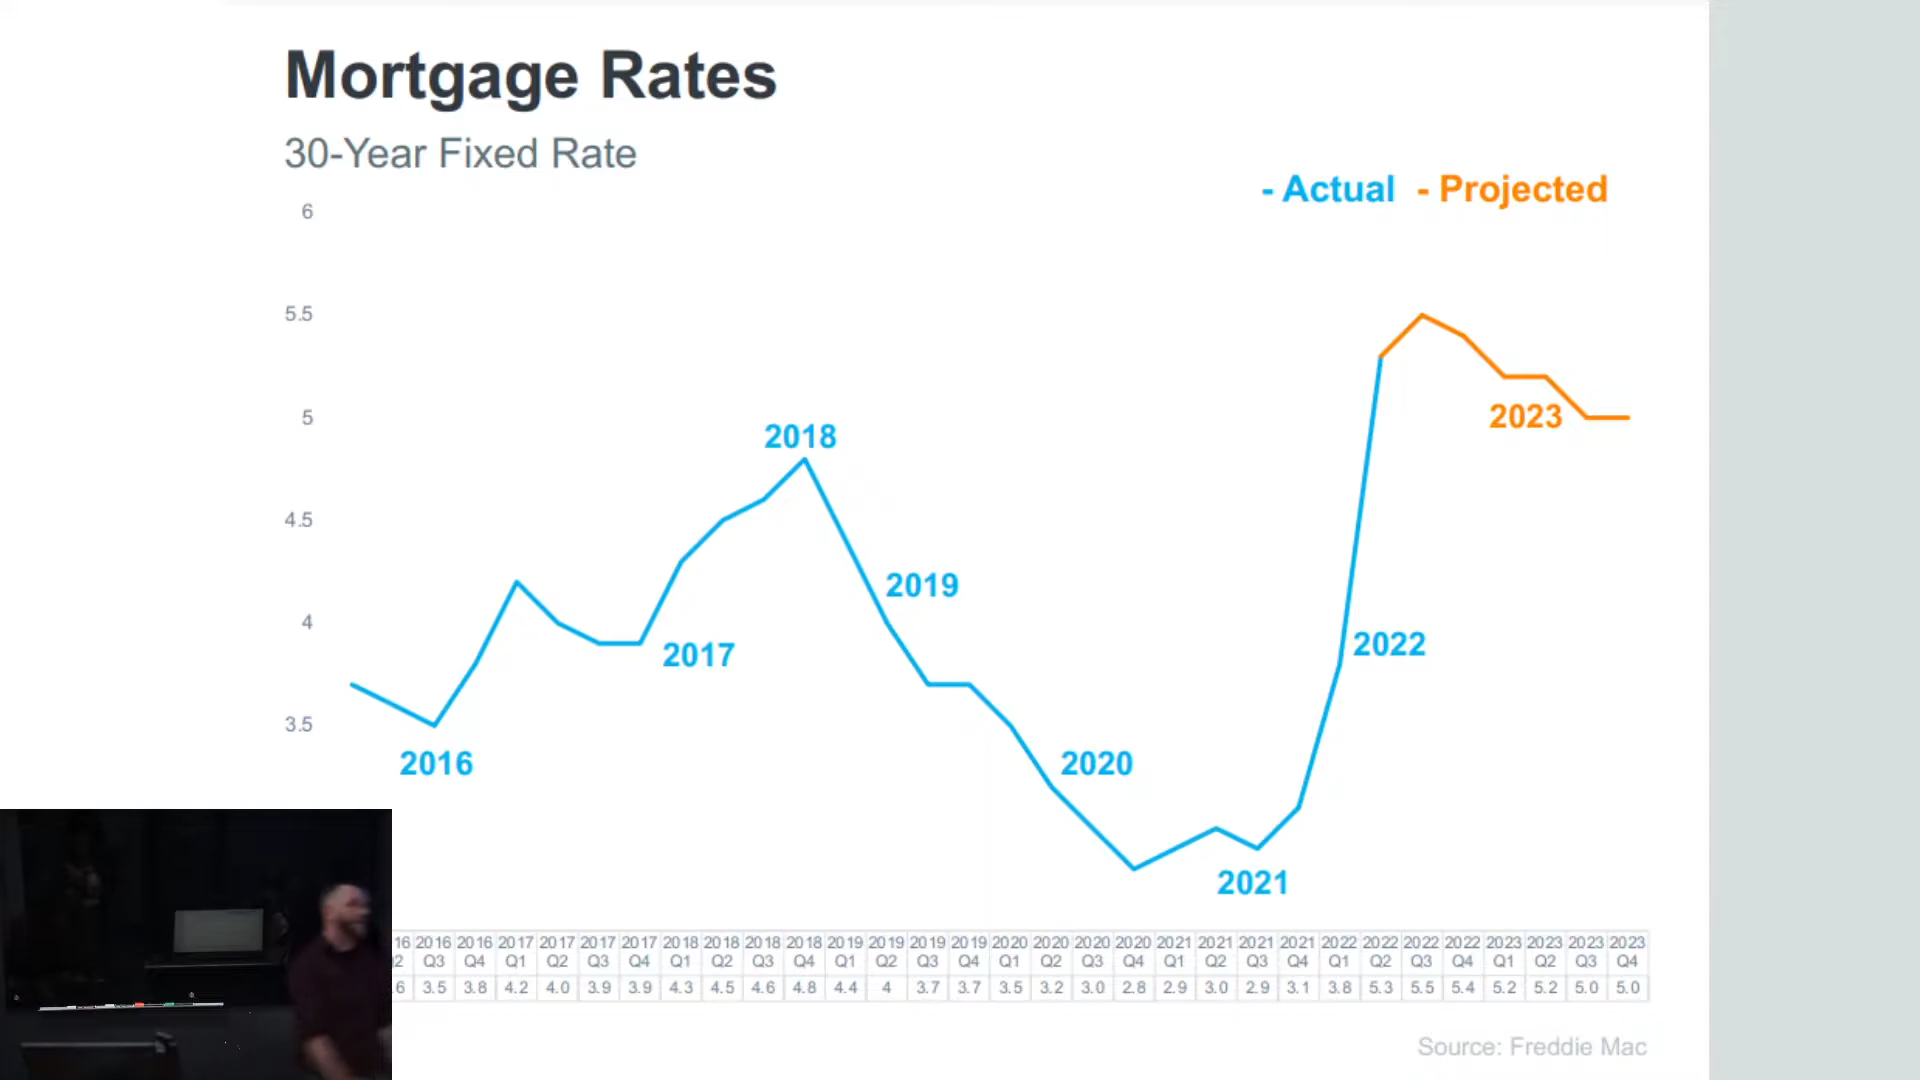 Mortgage Rates
30-Year Fixed Rate
- Actual - Projected
6
5.5
5
4.5
4
3.5
2018
2019
2017
2016
2020
2021
2022
2023
16 2016 2016 2017 2017 2017 2017 2018 2018 2018 2018 2019 2019 2019 2019 2020 2020 2020 2020 2021 2021 2021 2021 2022 2022 2022 2022 2023 2023 2023 2023
Q3 Q4 Q1 Q2 Q3 Q4 Q1 Q2 Q3 Q4 Q1 Q2 Q3 Q4 Q1 Q2 Q3 Q4 Q1 Q2 Q3 Q4 Q1 Q2 Q3 Q4 Q1 Q2 Q3 Q4
6 3.5 3.8 4.2 4.0 3.9 3.9 4.3 4.5 4.6 4.8 4.4 4 3.7 3.7 3.5 3.2 3.0 2.8 2.9 3.0 2.9 3.1 3.8 5.3 5.5 5.4 5.2 5.2 5.0 5.0
Source: Freddie Mac